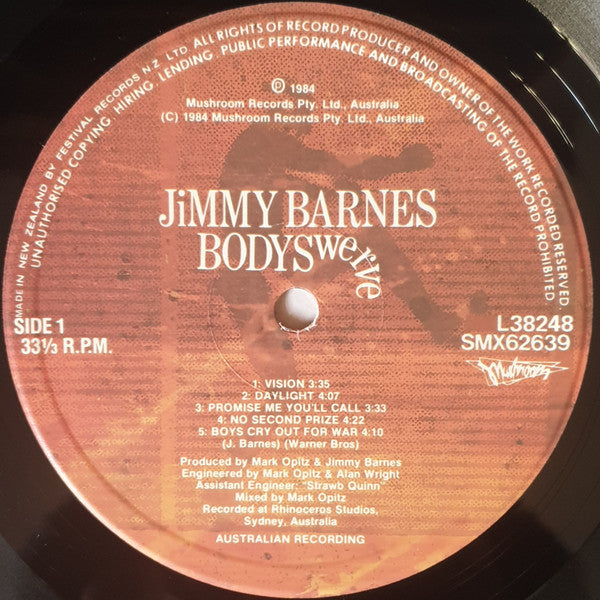 MADE IN NEW ZEALAND BY FESTIVAL RECORDS N.Z. LTD. ALL RIGHTS OF RECORD PRODUCER AND OWNER OF THE WORK RECORDED RESERVED
UNAUTHORISED COPYING, HIRING, LENDING, PUBLIC PERFORMANCE AND BROADCASTING OF THE RECORD PROHIBITED
℗ 1984
Mushroom Records Pty. Ltd., Australia
(C) 1984 Mushroom Records Pty. Ltd., Australia
JiMMY BARNES
BODYSwerve
SIDE 1
33⅓ R.P.M.
L38248
SMX62639
Mushroom
1: VISION 3:35
2: DAYLIGHT 4:07
3: PROMISE ME YOU'LL CALL 3:33
4: NO SECOND PRIZE 4:22
5: BOYS CRY OUT FOR WAR 4:10
(J. Barnes) (Warner Bros)
Produced by Mark Opitz & Jimmy Barnes
Engineered by Mark Opitz & Alan Wright
Assistant Engineer: "Strawb Quinn"
Mixed by Mark Opitz
Recorded at Rhinoceros Studios,
Sydney, Australia
AUSTRALIAN RECORDING